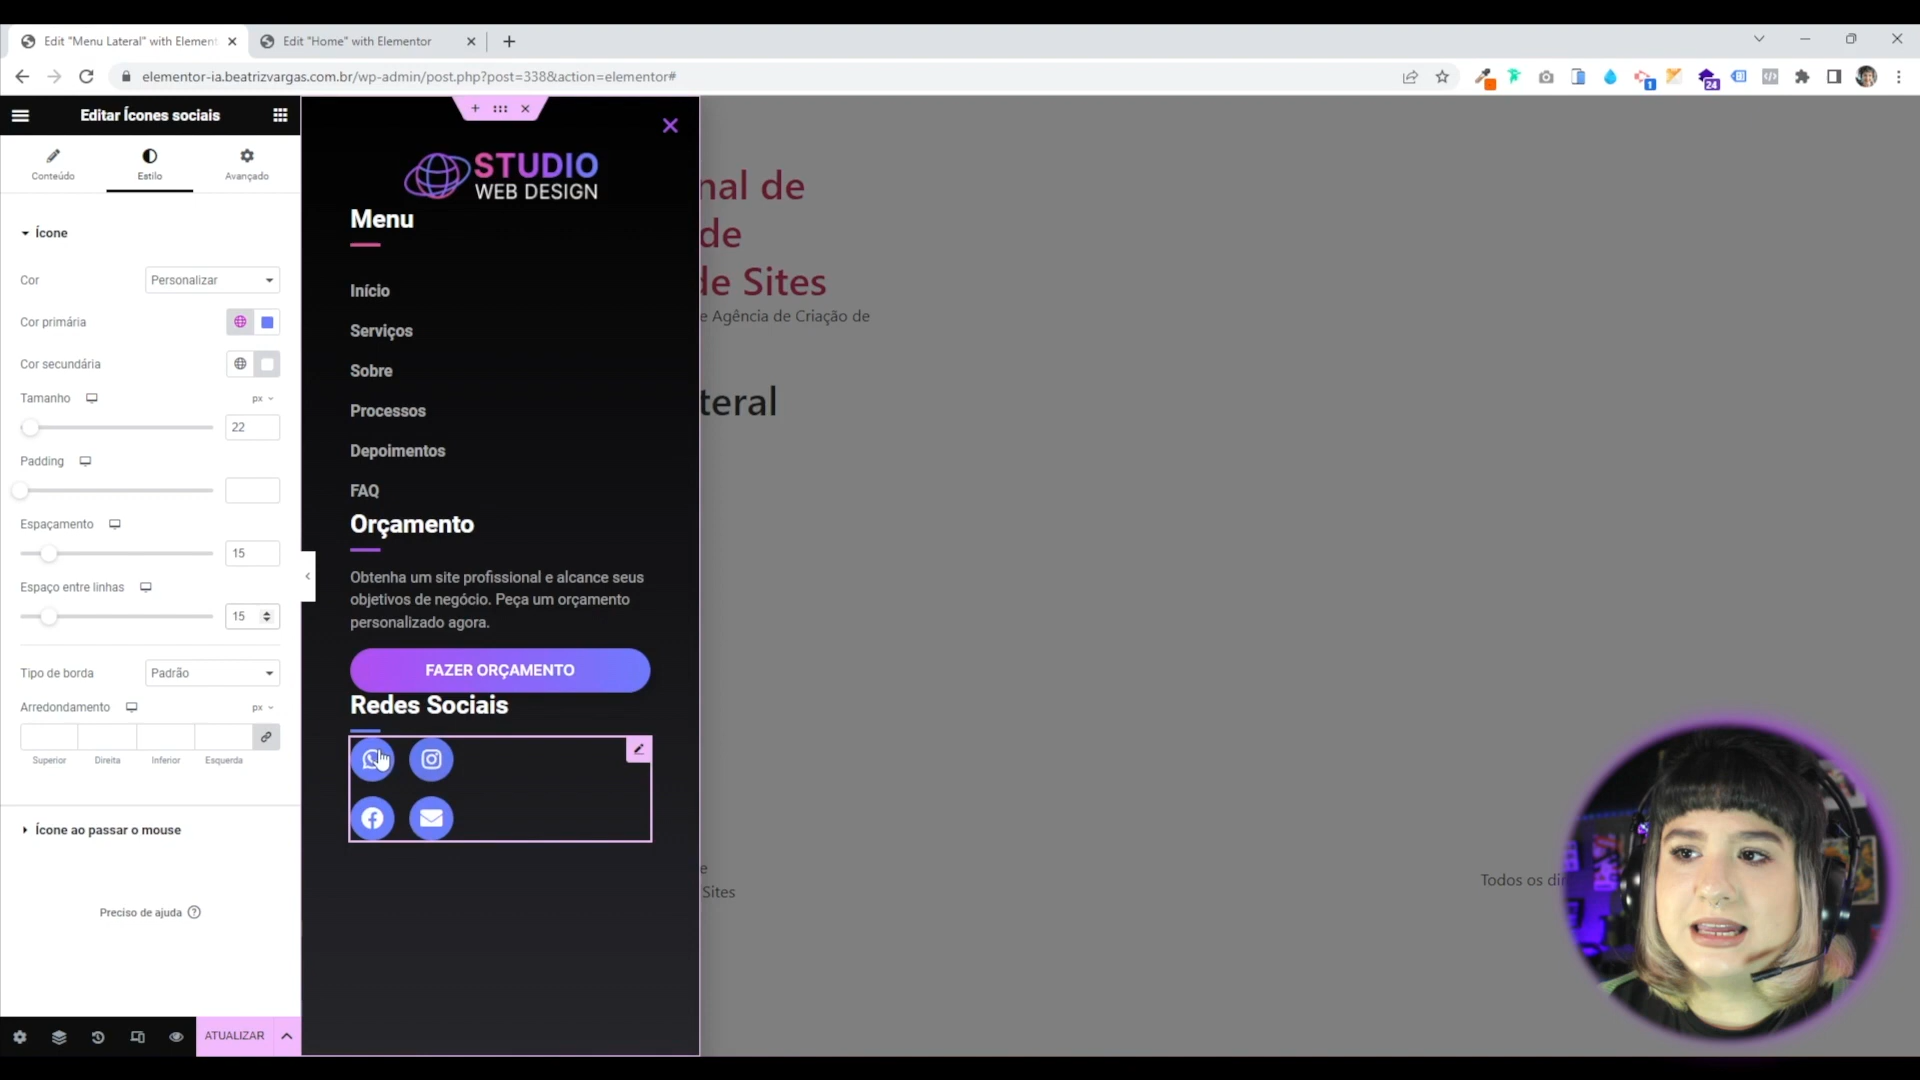 Edit "Menu Lateral" with Element
Edit "Home" with Elementor
elementor-ia.beatrizvargas.com.br/wp-admin/post.php?post=338&action=elementor#
1
24
Editar Ícones sociais
Conteúdo
Estilo
Avançado
Ícone
Cor
Personalizar
Cor primária
Cor secundária
Tamanho
px
22
Padding
Espaçamento
15
Espaço entre linhas
15
Tipo de borda
Padrão
Arredondamento
px
Superior
Direita
Inferior
Esquerda
Ícone ao passar o mouse
Preciso de ajuda
ATUALIZAR
STUDIO
WEB DESIGN
Menu
Início
Serviços
Sobre
Processos
Depoimentos
FAQ
Orçamento
Obtenha um site profissional e alcance seus
objetivos de negócio. Peça um orçamento
personalizado agora.
FAZER ORÇAMENTO
Redes Sociais
nal de
de
de Sites
e Agência de Criação de
teral
e
Sites
Todos os dir